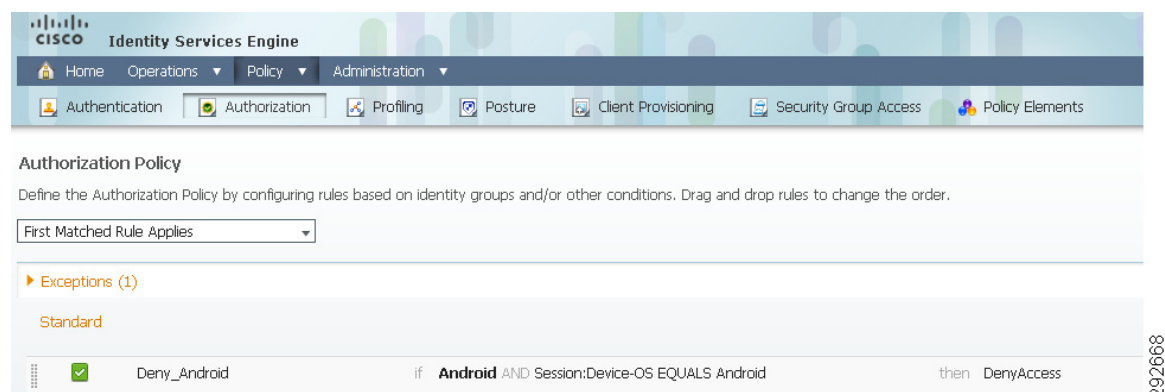 CISCO Identity Services Engine
Home Operations Policy Administration
Authentication Authorization Profiling Posture Client Provisioning Security Group Access Policy Elements
Authorization Policy
Define the Authorization Policy by configuring rules based on identity groups and/or other conditions. Drag and drop rules to change the order.
First Matched Rule Applies
Exceptions (1)
Standard
Deny_Android if Android AND Session:Device-OS EQUALS Android then DenyAccess
292668